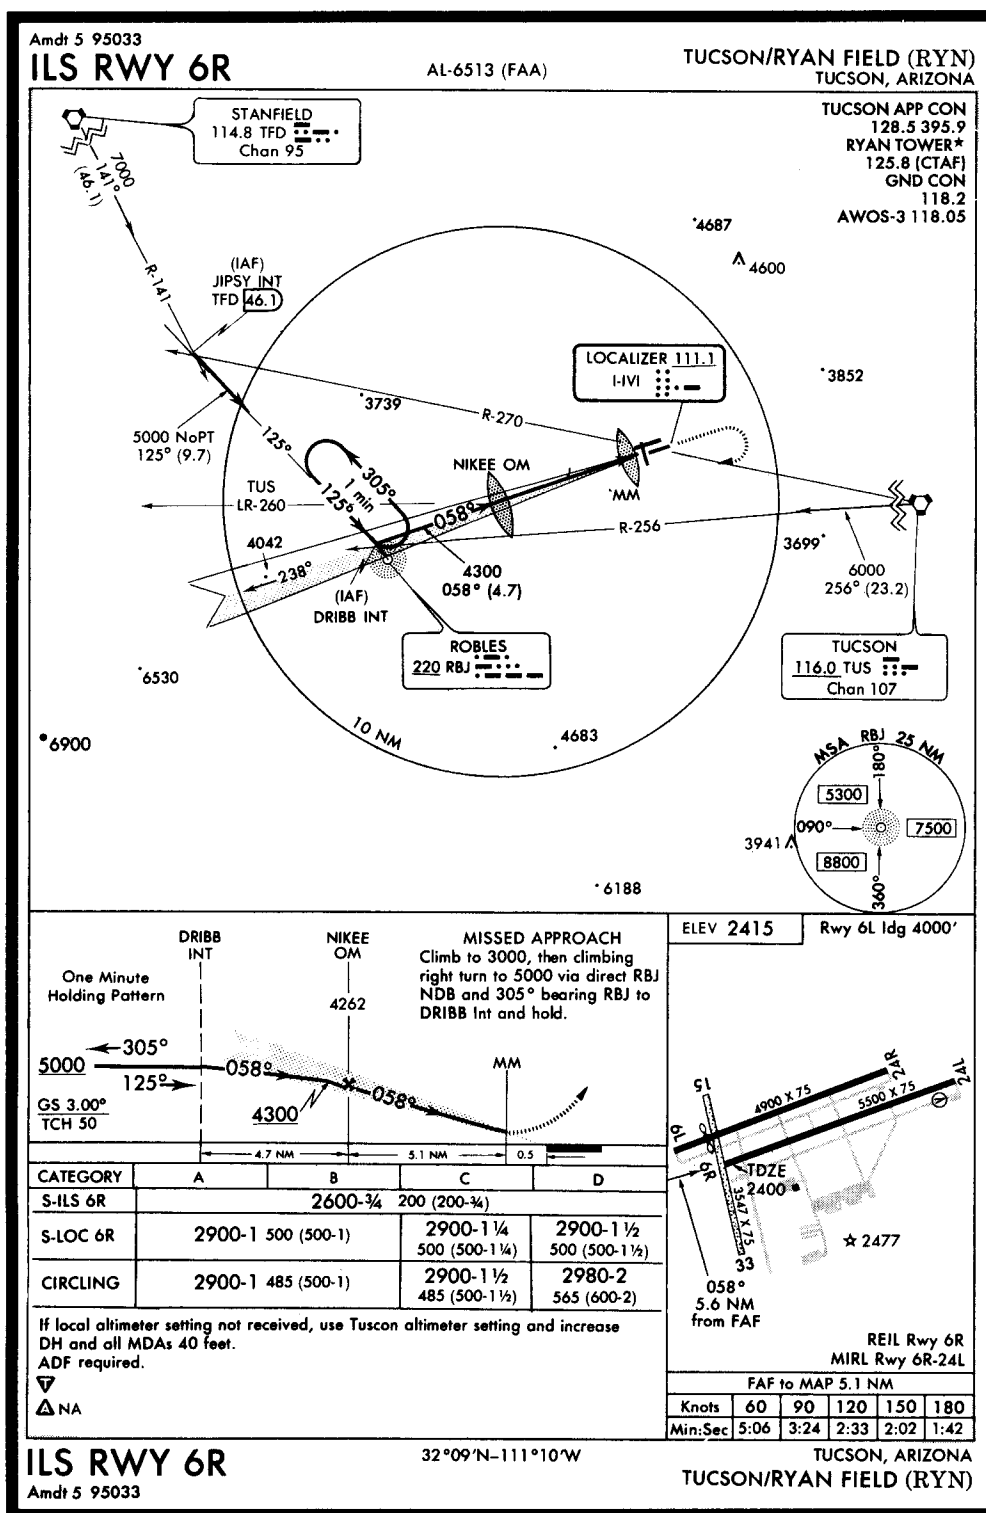 Amdt 5 95033
ILS RWY 6R
AL-6513 (FAA)
TUCSON/RYAN FIELD (RYN)
TUCSON, ARIZONA
TUCSON APP CON
128.5 395.9
RYAN TOWER*
125.8 (CTAF)
GND CON
118.2
AWOS-3 118.05
STANFIELD
114.8 TFD
Chan 95
7000
141°
(46.1)
R-141
(IAF)
JIPSY INT
TFD 46.1
4687
4600
LOCALIZER 111.1
I-IVI
3852
3739
R-270
5000 NoPT
125° (9.7)
125°
305°
1 min
125°
NIKEE OM
MM
TUS
LR-260
058°
R-256
4042
238°
4300
058° (4.7)
3699
6000
256° (23.2)
(IAF)
DRIBB INT
ROBLES
220 RBJ
TUCSON
116.0 TUS
Chan 107
6530
6900
10 NM
4683
MSA RBJ 25 NM
180°
5300
090°
7500
8800
360°
3941
6188
DRIBB
INT
NIKEE
OM
MISSED APPROACH
Climb to 3000, then climbing
right turn to 5000 via direct RBJ
NDB and 305° bearing RBJ to
DRIBB Int and hold.
One Minute
Holding Pattern
4262
305°
5000
125°
058°
058°
MM
GS 3.00°
TCH 50
4300
4.7 NM
5.1 NM
0.5
ELEV 2415
Rwy 6L ldg 4000'
15
24R
24L
4900 X 75
5500 X 75
6L
6R
TDZE
2400
3547 X 75
33
2477
058°
5.6 NM
from FAF
REIL Rwy 6R
MIRL Rwy 6R-24L
CATEGORY A B C D
S-ILS 6R 2600-¾ 200 (200-¾)
S-LOC 6R 2900-1 500 (500-1) 2900-1¼ 500 (500-1¼) 2900-1½ 500 (500-1½)
CIRCLING 2900-1 485 (500-1) 2900-1½ 485 (500-1½) 2980-2 565 (600-2)
If local altimeter setting not received, use Tuscon altimeter setting and increase
DH and all MDAs 40 feet.
ADF required.
T
A NA
FAF to MAP 5.1 NM
Knots 60 90 120 150 180
Min:Sec 5:06 3:24 2:33 2:02 1:42
ILS RWY 6R
Amdt 5 95033
32°09'N-111°10'W
TUCSON, ARIZONA
TUCSON/RYAN FIELD (RYN)